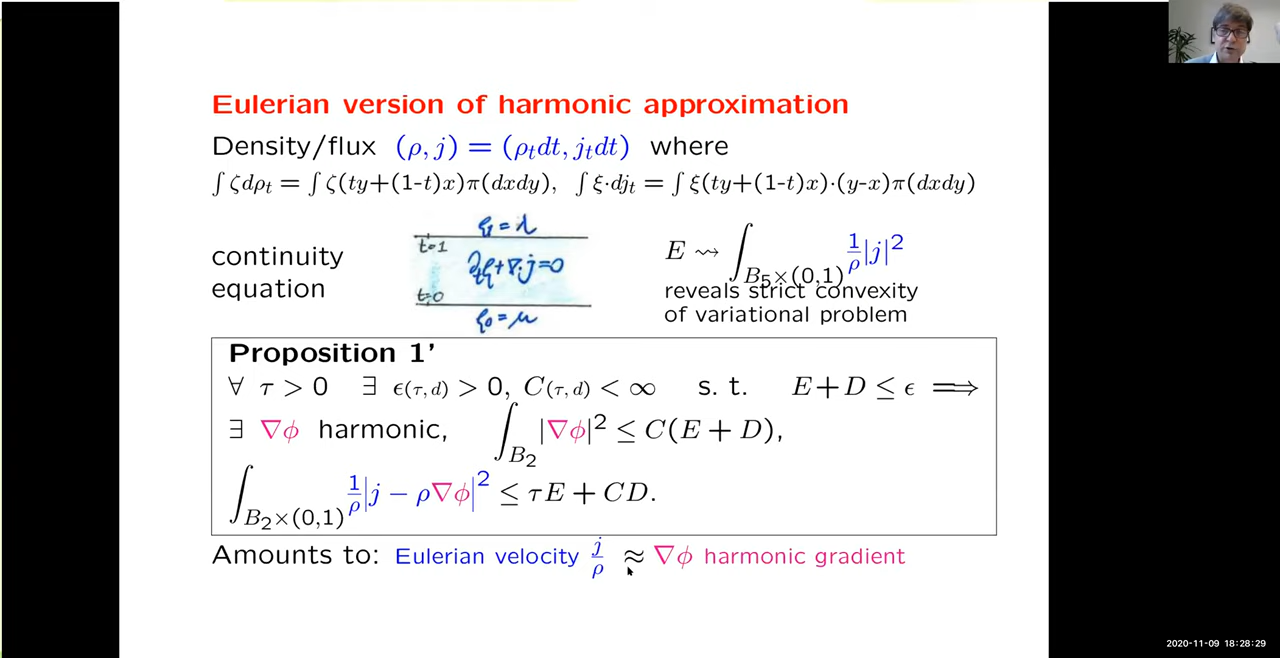 Eulerian version of harmonic approximation
Density/flux (ρ, j) = (ρ_t dt, j_t dt) where
∫ ζdρ_t = ∫ ζ(ty+(1-t)x)π(dxdy), ∫ ξ·dj_t = ∫ ξ(ty+(1-t)x)·(y-x)π(dxdy)
continuity
equation
t=1
∂_tρ+∇·j=0
t=0
ρ_0=μ
E ⇝ ∫_{B_5×(0,1)} 1/ρ |j|²
reveals strict convexity
of variational problem
Proposition 1'
∀ τ > 0 ∃ ϵ(τ,d) > 0, C(τ,d) < ∞ s. t. E+D ≤ ϵ ⟹
∃ ∇ϕ harmonic, ∫_{B_2} |∇ϕ|² ≤ C(E + D),
∫_{B_2×(0,1)} 1/ρ |j − ρ∇ϕ|² ≤ τE + CD.
Amounts to: Eulerian velocity j/ρ ≈ ∇ϕ harmonic gradient
2020-11-09 18:28:29